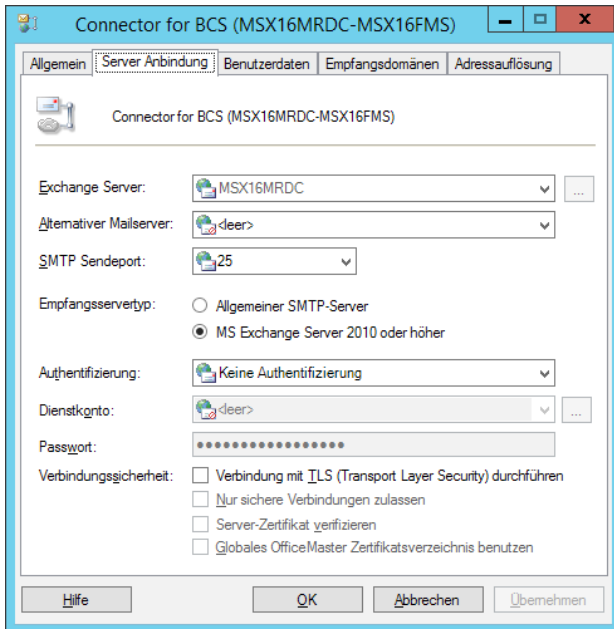 Connector for BCS (MSX16MRDC-MSX16FMS)
Allgemein Server Anbindung Benutzerdaten Empfangsdomänen Adressauflösung
Connector for BCS (MSX16MRDC-MSX16FMS)
Exchange Server: MSX16MRDC ...
Alternativer Mailserver: <leer>
SMTP Sendeport: 25
Empfangsservertyp: Allgemeiner SMTP-Server
MS Exchange Server 2010 oder höher
Authentifizierung: Keine Authentifizierung
Dienstkonto: <leer> ...
Passwort: •••••••••••••••••
Verbindungssicherheit: Verbindung mit TLS (Transport Layer Security) durchführen
Nur sichere Verbindungen zulassen
Server-Zertifikat verifizieren
Globales OfficeMaster Zertifikatsverzeichnis benutzen
Hilfe OK Abbrechen Übernehmen